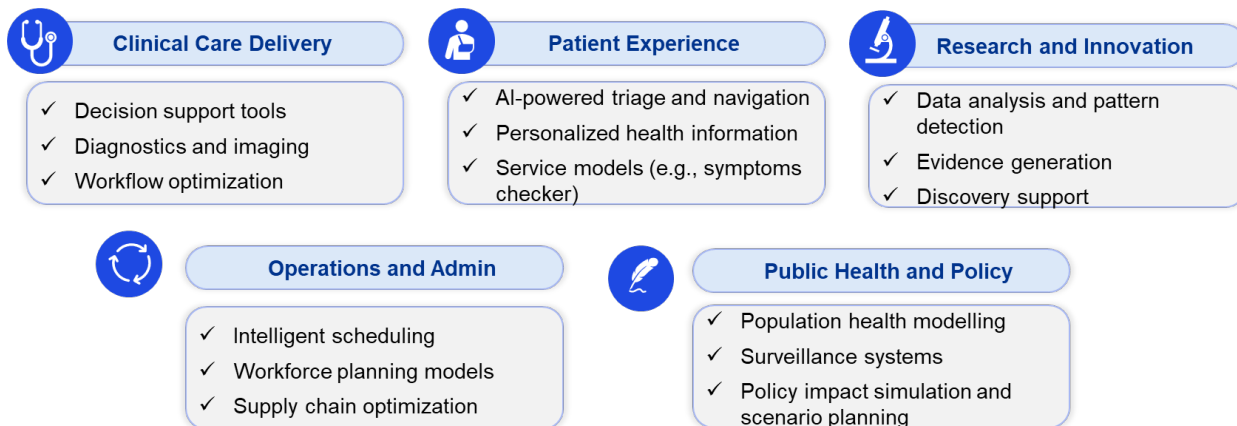 Clinical Care Delivery
✓ Decision support tools
✓ Diagnostics and imaging
✓ Workflow optimization
Patient Experience
✓ AI-powered triage and navigation
✓ Personalized health information
✓ Service models (e.g., symptoms
checker)
Research and Innovation
✓ Data analysis and pattern
detection
✓ Evidence generation
✓ Discovery support
Operations and Admin
✓ Intelligent scheduling
✓ Workforce planning models
✓ Supply chain optimization
Public Health and Policy
✓ Population health modelling
✓ Surveillance systems
✓ Policy impact simulation and
scenario planning